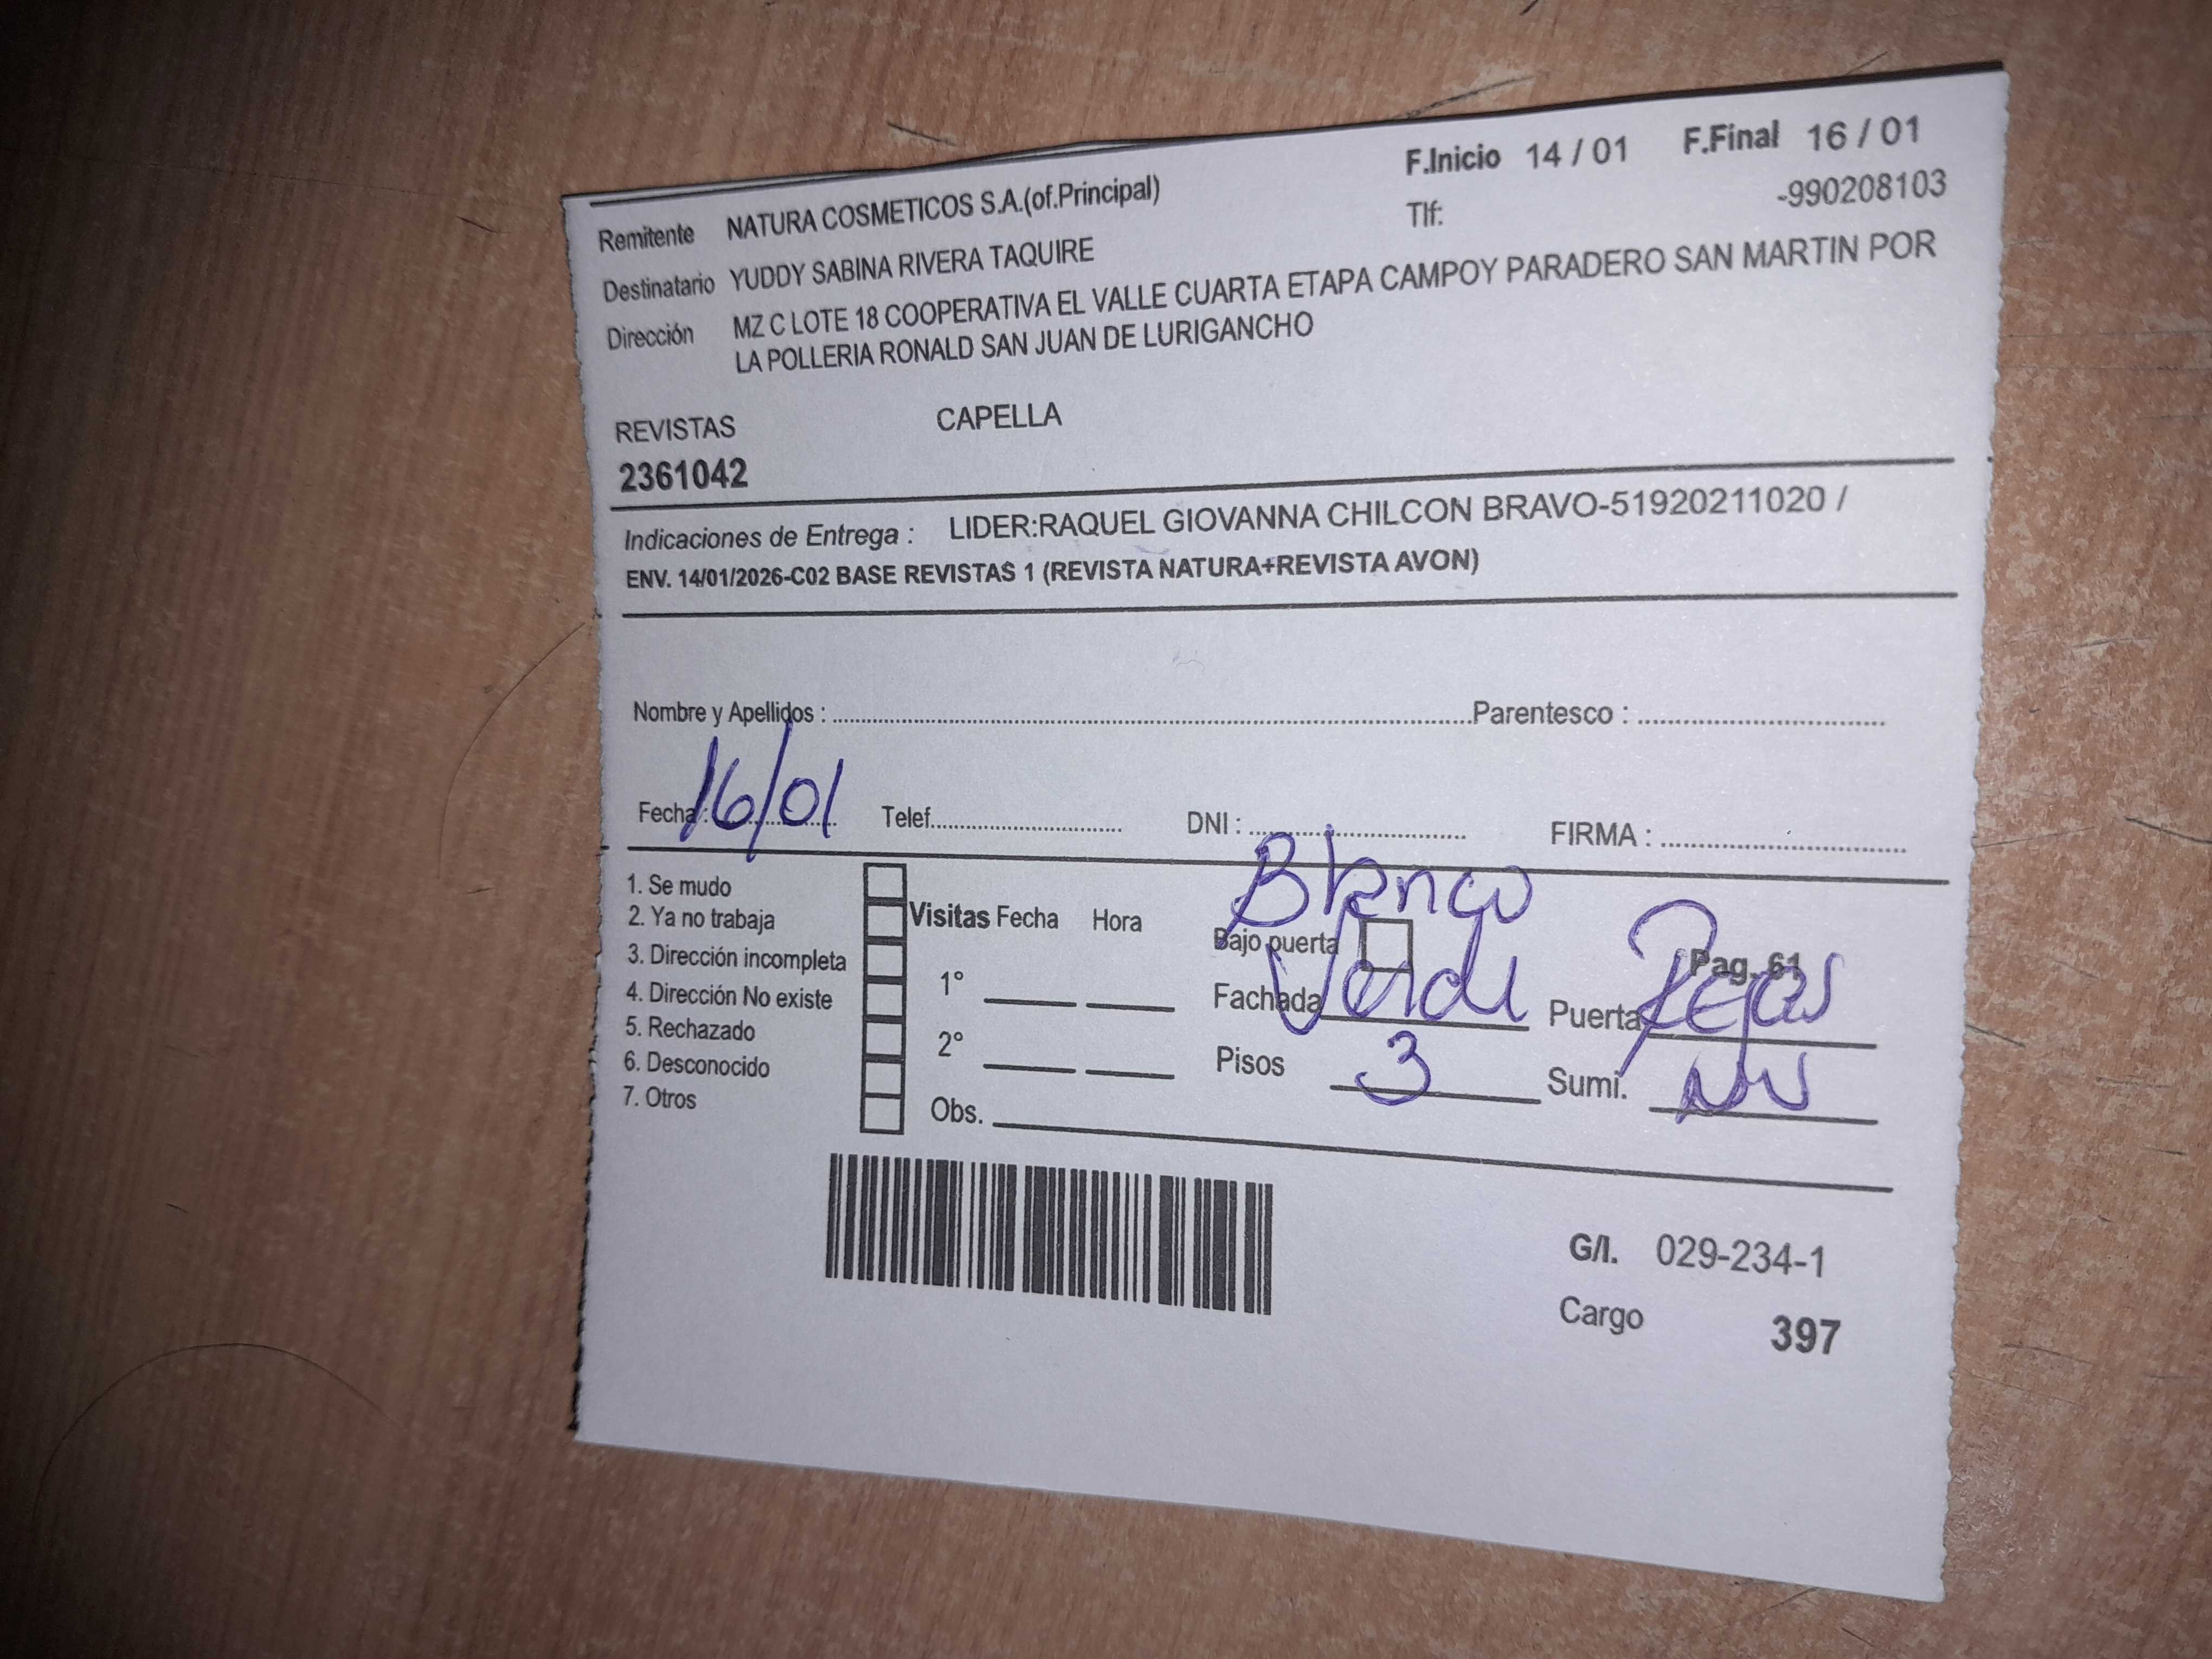 F.Inicio 14 / 01 F.Final 16 / 01
Remitente NATURA COSMETICOS S.A.(of.Principal) Tlf: -990208103
Destinatario YUDDY SABINA RIVERA TAQUIRE
Dirección MZ C LOTE 18 COOPERATIVA EL VALLE CUARTA ETAPA CAMPOY PARADERO SAN MARTIN POR
LA POLLERIA RONALD SAN JUAN DE LURIGANCHO
REVISTAS CAPELLA
2361042
Indicaciones de Entrega : LIDER:RAQUEL GIOVANNA CHILCON BRAVO-51920211020 /
ENV. 14/01/2026-C02 BASE REVISTAS 1 (REVISTA NATURA+REVISTA AVON)
Nombre y Apellidos : Parentesco :
Fecha : 16/01 Telef. DNI : FIRMA :
1. Se mudo
2. Ya no trabaja
3. Dirección incompleta
4. Dirección No existe
5. Rechazado
6. Desconocido
7. Otros
Visitas Fecha Hora
1°
2°
Obs.
Blanco
Bajo puerta Pag. 61
Fachada Verde Puerta Rejas
Pisos 3 Sumi.
G/I. 029-234-1
Cargo 397